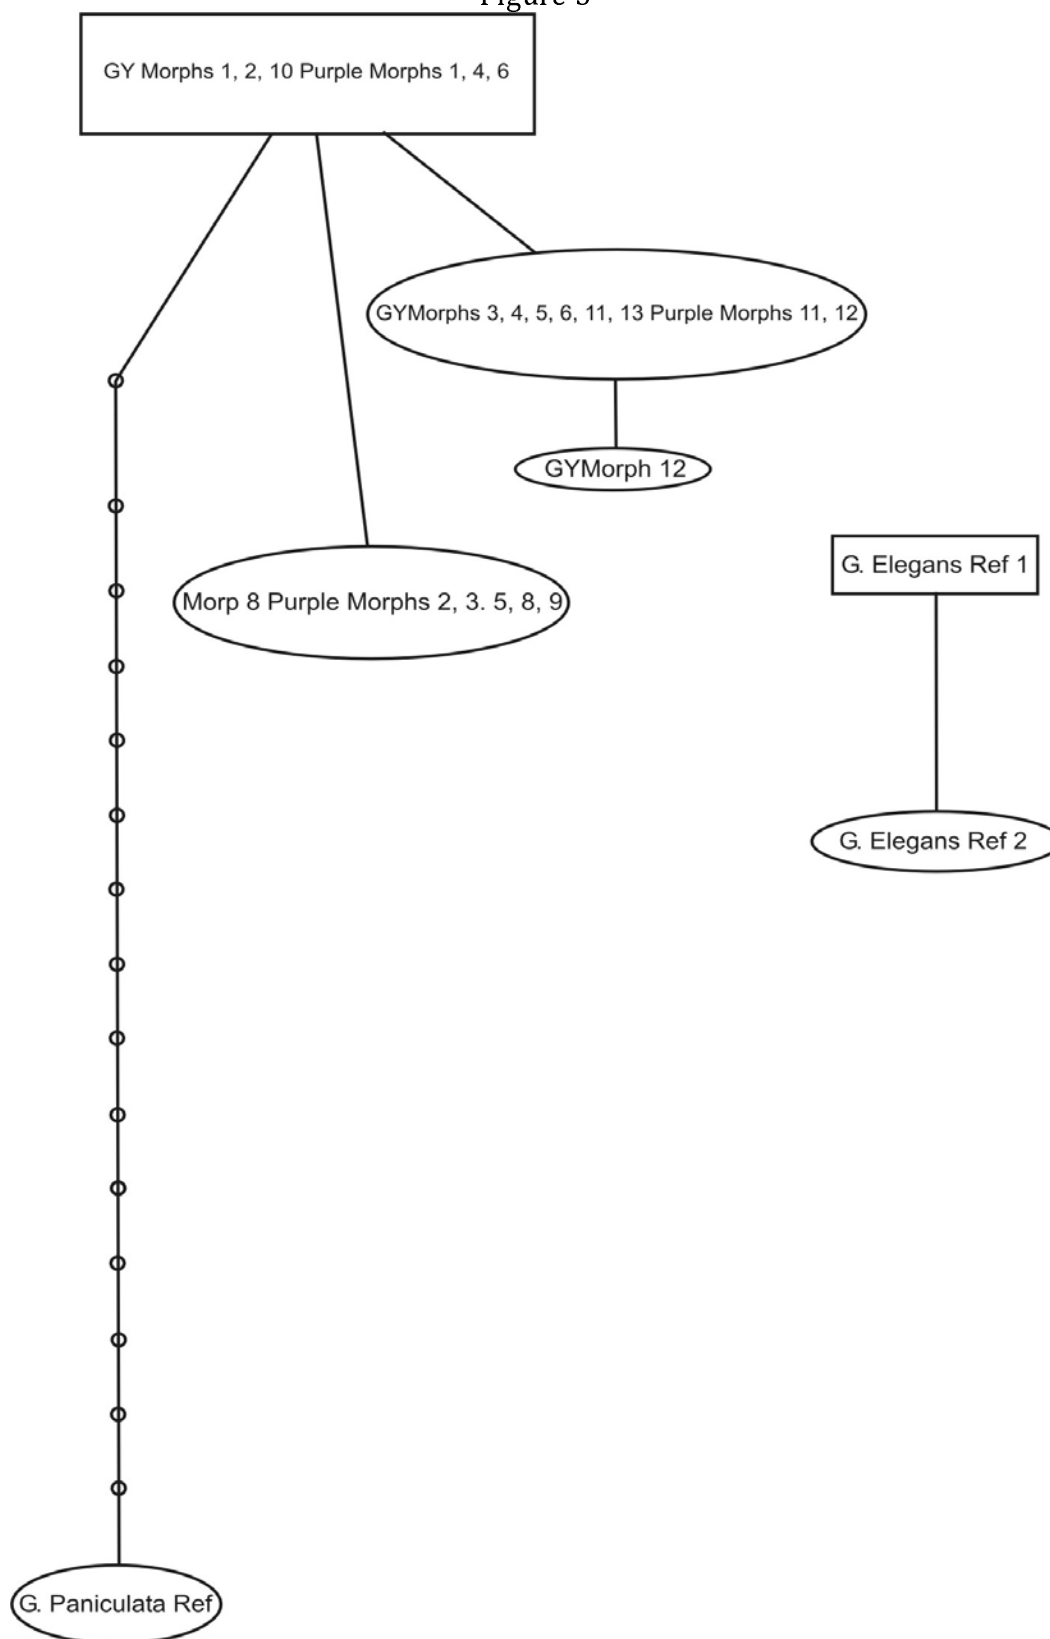 GY Morphs 1, 2, 10 Purple Morphs 1, 4, 6
GYMorphs 3, 4, 5, 6, 11, 13 Purple Morphs 11, 12
GYMorph 12
G. Elegans Ref 1
Morp 8 Purple Morphs 2, 3. 5, 8, 9
G. Elegans Ref 2
G. Paniculata Ref